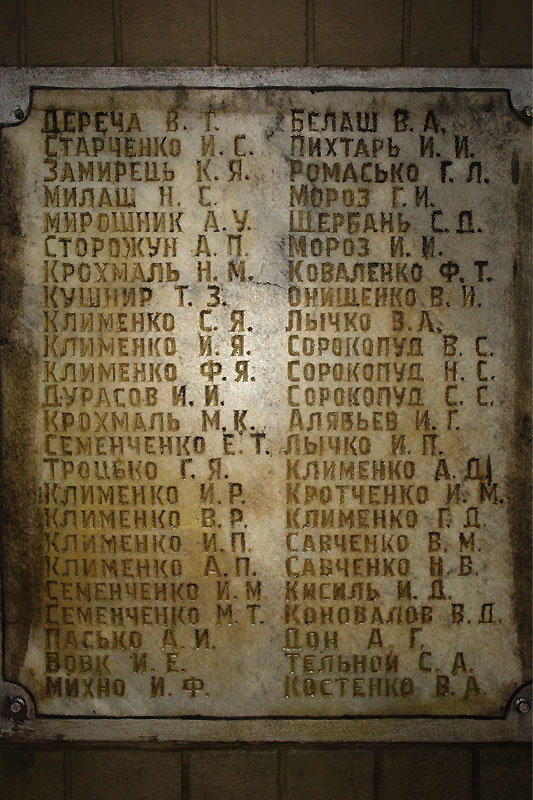 ДЕРЕЧА В. Т.
СТАРЧЕНКО И. С.
ЗАМИРЕЦЬ К. Я.
МИЛАШ Н. С.
МИРОШНИК А. У.
СТОРОЖУН А. П.
КРОХМАЛЬ Н. М.
КУШНИР Т. З.
КЛИМЕНКО С. Я.
КЛИМЕНКО И. Я.
КЛИМЕНКО Ф. Я.
ДУРАСОВ И. И.
КРОХМАЛЬ М. К.
СЕМЕНЧЕНКО Е. Т.
ТРОЦЬКО Г. Я.
КЛИМЕНКО И. Р.
КЛИМЕНКО В. Р.
КЛИМЕНКО И. П.
КЛИМЕНКО А. П.
СЕМЕНЧЕНКО И. М
СЕМЕНЧЕНКО М. Т.
ПАСЬКО А. И.
ВОВК И. Е.
МИХНО И. Ф.
БЕЛАШ В. А.
ПИХТАРЬ И. И.
РОМАСЬКО Г. Л.
МОРОЗ Г. И.
ЩЕРБАНЬ С. Д.
МОРОЗ И. И.
КОВАЛЕНКО Ф. Т.
ОНИЩЕНКО В. И.
ЛЫЧКО В. А.
СОРОКОПУД В. С.
СОРОКОПУД Н. С.
СОРОКОПУД С. С.
АЛЯВЬЕВ И. Г.
ЛЫЧКО И. П.
КЛИМЕНКО А. Д.
КРОТЧЕНКО И. М.
КЛИМЕНКО Г. Д.
САВЧЕНКО В. М.
САВЧЕНКО Н. В.
КИСИЛЬ И. Д.
КОНОВАЛОВ В. Д.
ДОН А. Г.
ТЕЛЬНОЙ С. А.
КОСТЕНКО В. А.